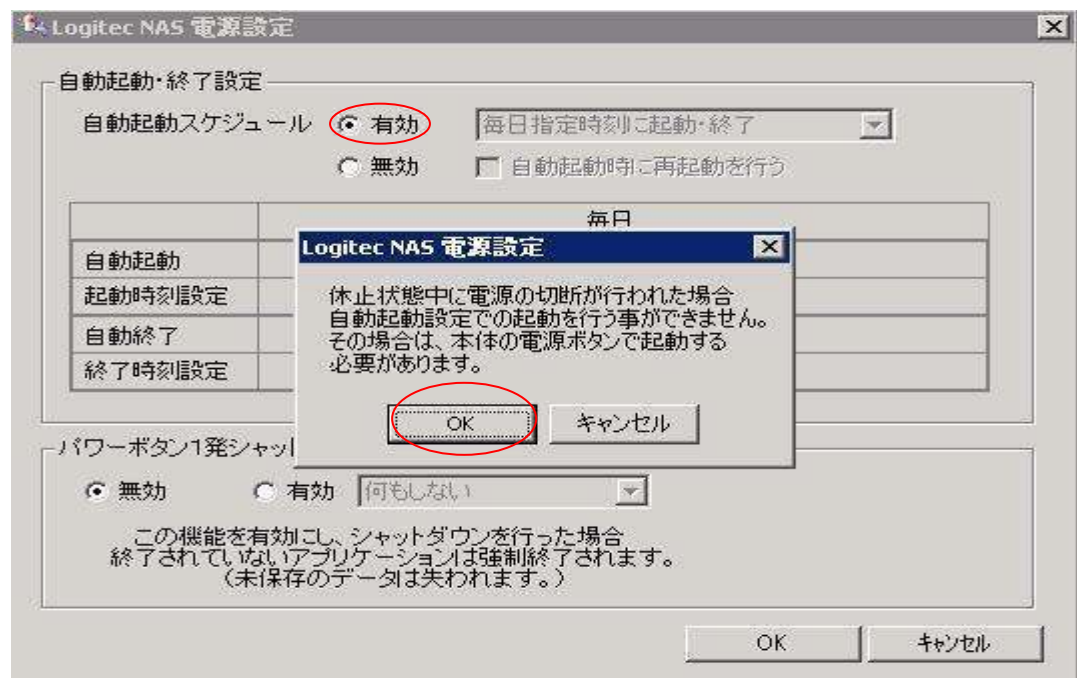 Logitec NAS 電源設定
自動起動・終了設定
自動起動スケジュール 有効 毎日指定時刻に起動・終了
無効 自動起動時に再起動を行う
毎日
自動起動
起動時刻設定
自動終了
終了時刻設定
Logitec NAS 電源設定
休止状態中に電源の切断が行われた場合
自動起動設定での起動を行う事ができません。
その場合は、本体の電源ボタンで起動する
必要があります。
OK キャンセル
パワーボタン1発シャット
無効 有効 何もしない
この機能を有効にし、シャットダウンを行った場合
終了されていないアプリケーションは強制終了されます。
(未保存のデータは失われます。)
OK キャンセル